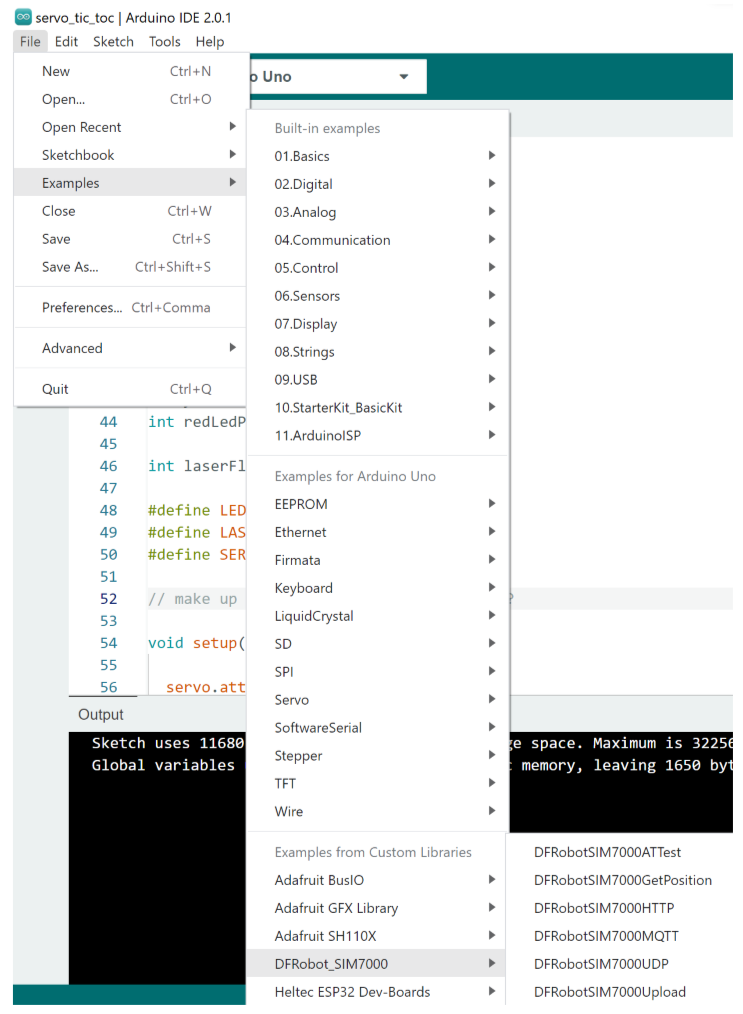 servo_tic_toc | Arduino IDE 2.0.1
File Edit Sketch Tools Help
New Ctrl+N
Open... Ctrl+O
Open Recent
Sketchbook
Examples
Close Ctrl+W
Save Ctrl+S
Save As... Ctrl+Shift+S
Preferences... Ctrl+Comma
Advanced
Quit Ctrl+Q
o Uno
Built-in examples
01.Basics
02.Digital
03.Analog
04.Communication
05.Control
06.Sensors
07.Display
08.Strings
09.USB
10.StarterKit_BasicKit
11.ArduinoISP
Examples for Arduino Uno
EEPROM
Ethernet
Firmata
Keyboard
LiquidCrystal
SD
SPI
Servo
SoftwareSerial
Stepper
TFT
Wire
Examples from Custom Libraries
Adafruit BusIO
Adafruit GFX Library
Adafruit SH110X
DFRobot_SIM7000
Heltec ESP32 Dev-Boards
DFRobotSIM7000ATTest
DFRobotSIM7000GetPosition
DFRobotSIM7000HTTP
DFRobotSIM7000MQTT
DFRobotSIM7000UDP
DFRobotSIM7000Upload
44 int redLedP
45
46 int laserFl
47
48 #define LED
49 #define LAS
50 #define SER
51
52 // make up ?
53
54 void setup(
55
56 servo.att
Output
Sketch uses 11680 ge space. Maximum is 32256
Global variables memory, leaving 1650 byt